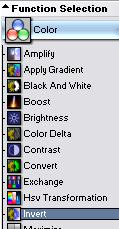 Function Selection
Color
Amplify
Apply Gradient
Black And White
Boost
Brightness
Color Delta
Contrast
Convert
Exchange
Hsv Transformation
Invert